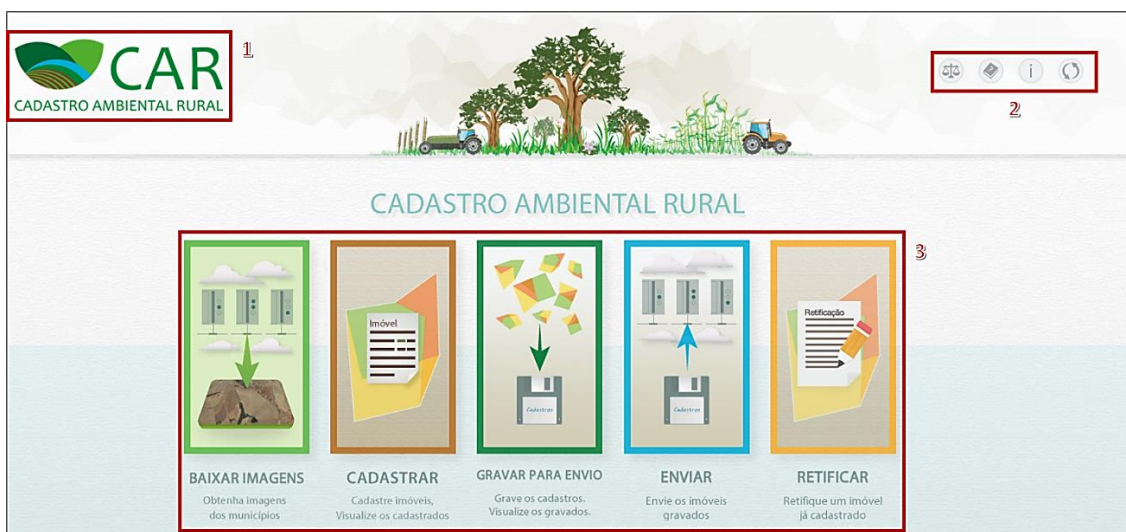 CAR
CADASTRO AMBIENTAL RURAL
1
2
CADASTRO AMBIENTAL RURAL
3
Imóvel
Cadastros
Cadastros
Retificação
BAIXAR IMAGENS
Obtenha imagens
dos municípios
CADASTRAR
Cadastre imóveis,
Visualize os cadastrados
GRAVAR PARA ENVIO
Grave os cadastros.
Visualize os gravados.
ENVIAR
Envie os imóveis
gravados
RETIFICAR
Retifique um imóvel
já cadastrado